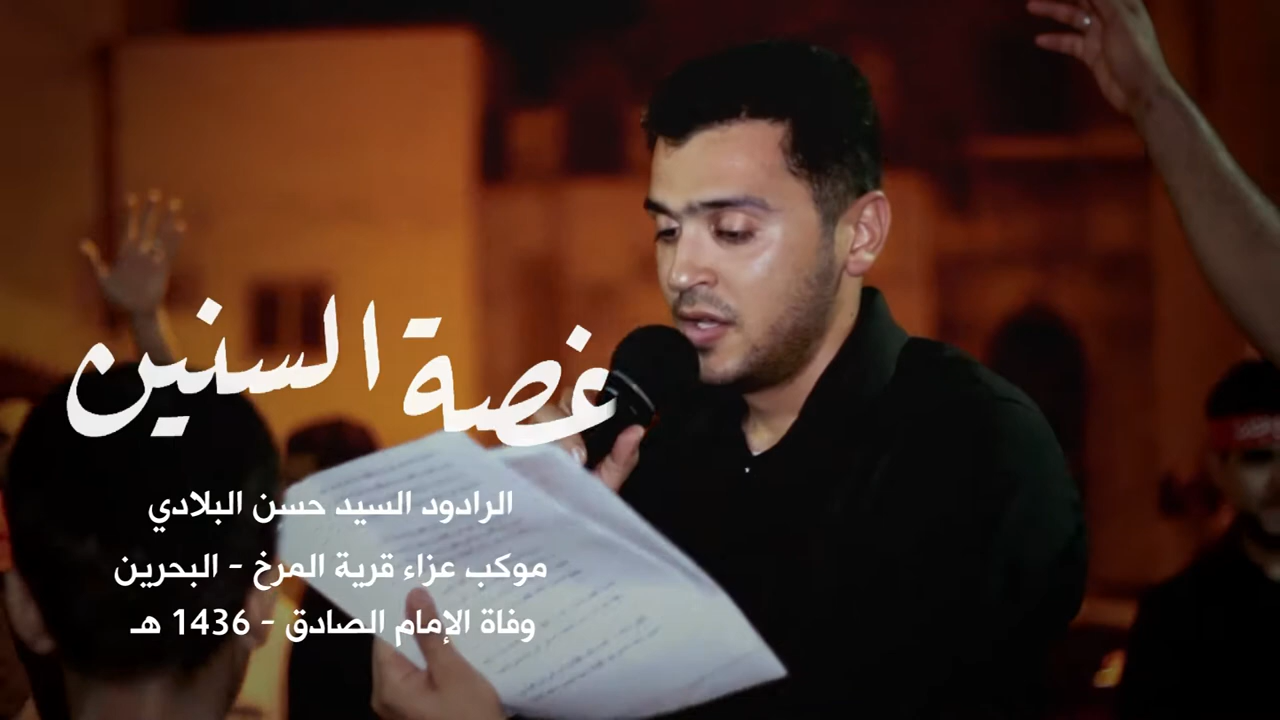 غصة السنين
الرادود السيد حسن البلادي
موكب عزاء قرية المرخ - البحرين
وفاة الإمام الصادق - 1436 هـ